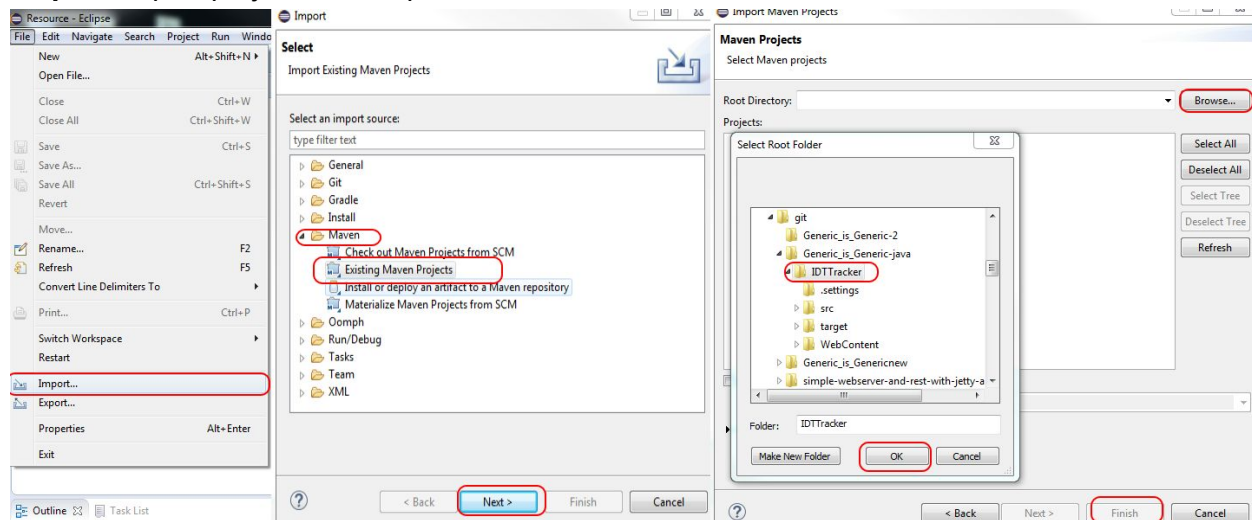 Resource - Eclipse
File Edit Navigate Search Project Run Windo
New Alt+Shift+N
Open File...
Close Ctrl+W
Close All Ctrl+Shift+W
Save Ctrl+S
Save As...
Save All Ctrl+Shift+S
Revert
Move...
Rename... F2
Refresh F5
Convert Line Delimiters To
Print... Ctrl+P
Switch Workspace
Restart
Import...
Export...
Properties Alt+Enter
Exit
Outline Task List
Import
Select
Import Existing Maven Projects
Select an import source:
type filter text
General
Git
Gradle
Install
Maven
Check out Maven Projects from SCM
Existing Maven Projects
Install or deploy an artifact to a Maven repository
Materialize Maven Projects from SCM
Oomph
Run/Debug
Tasks
Team
XML
? < Back Next > Finish Cancel
Import Maven Projects
Maven Projects
Select Maven projects
Root Directory: Browse...
Projects:
Select Root Folder
Select All
Deselect All
Select Tree
Deselect Tree
Refresh
git
Generic_is_Generic-2
Generic_is_Generic-java
IDTTracker
.settings
src
target
WebContent
Generic_is_Genericnew
simple-webserver-and-rest-with-jetty-a
Folder: IDTTracker
Make New Folder OK Cancel
? < Back Next > Finish Cancel